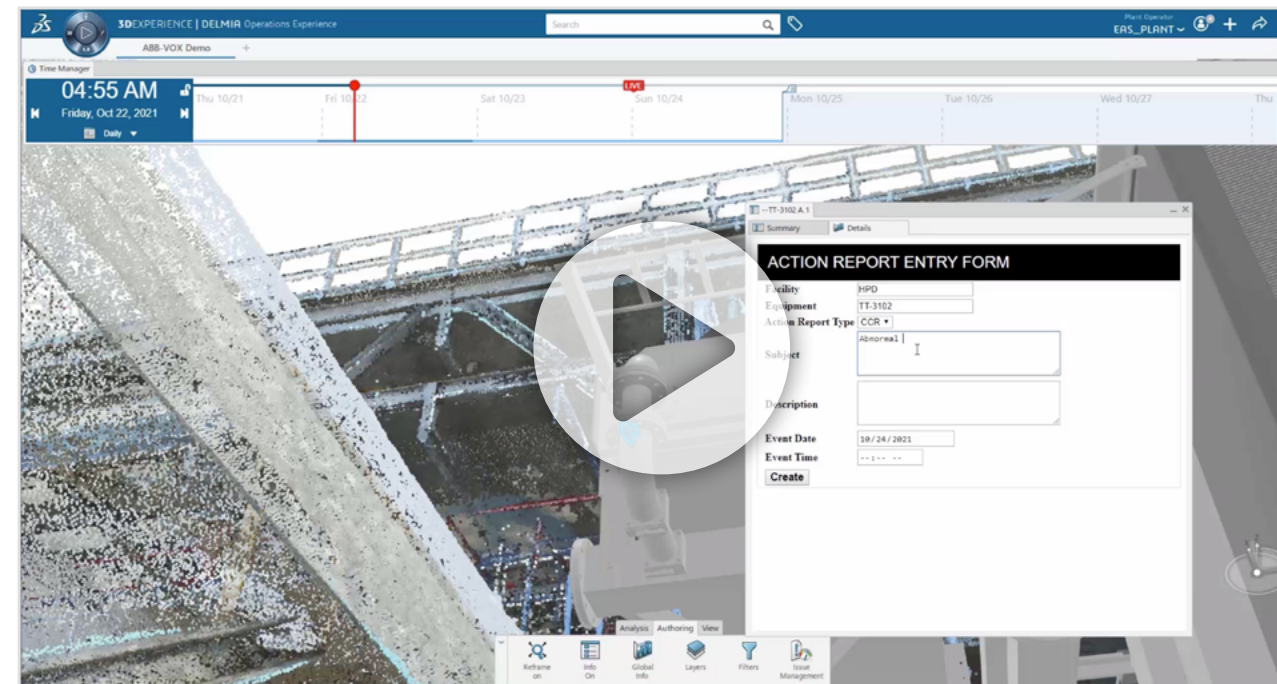 3DEXPERIENCE | DELMIA Operations Experience
Search
Plant Operator
EAS_PLANT
ABB-VOX Demo
Time Manager
04:55 AM
Friday, Oct 22, 2021
Daily
Thu 10/21
Fri 10/22
Sat 10/23
LIVE
Sun 10/24
Mon 10/25
Tue 10/26
Wed 10/27
Thu
--TT-3102.A.1
Summary
Details
ACTION REPORT ENTRY FORM
Facility HPD
Equipment TT-3102
Action Report Type CCR
Subject Abnormal
Description
Event Date 10/24/2021
Event Time --:-- --
Create
Analysis Authoring View
Reframe on
Info On
Global Info
Layers
Filters
Issue Management